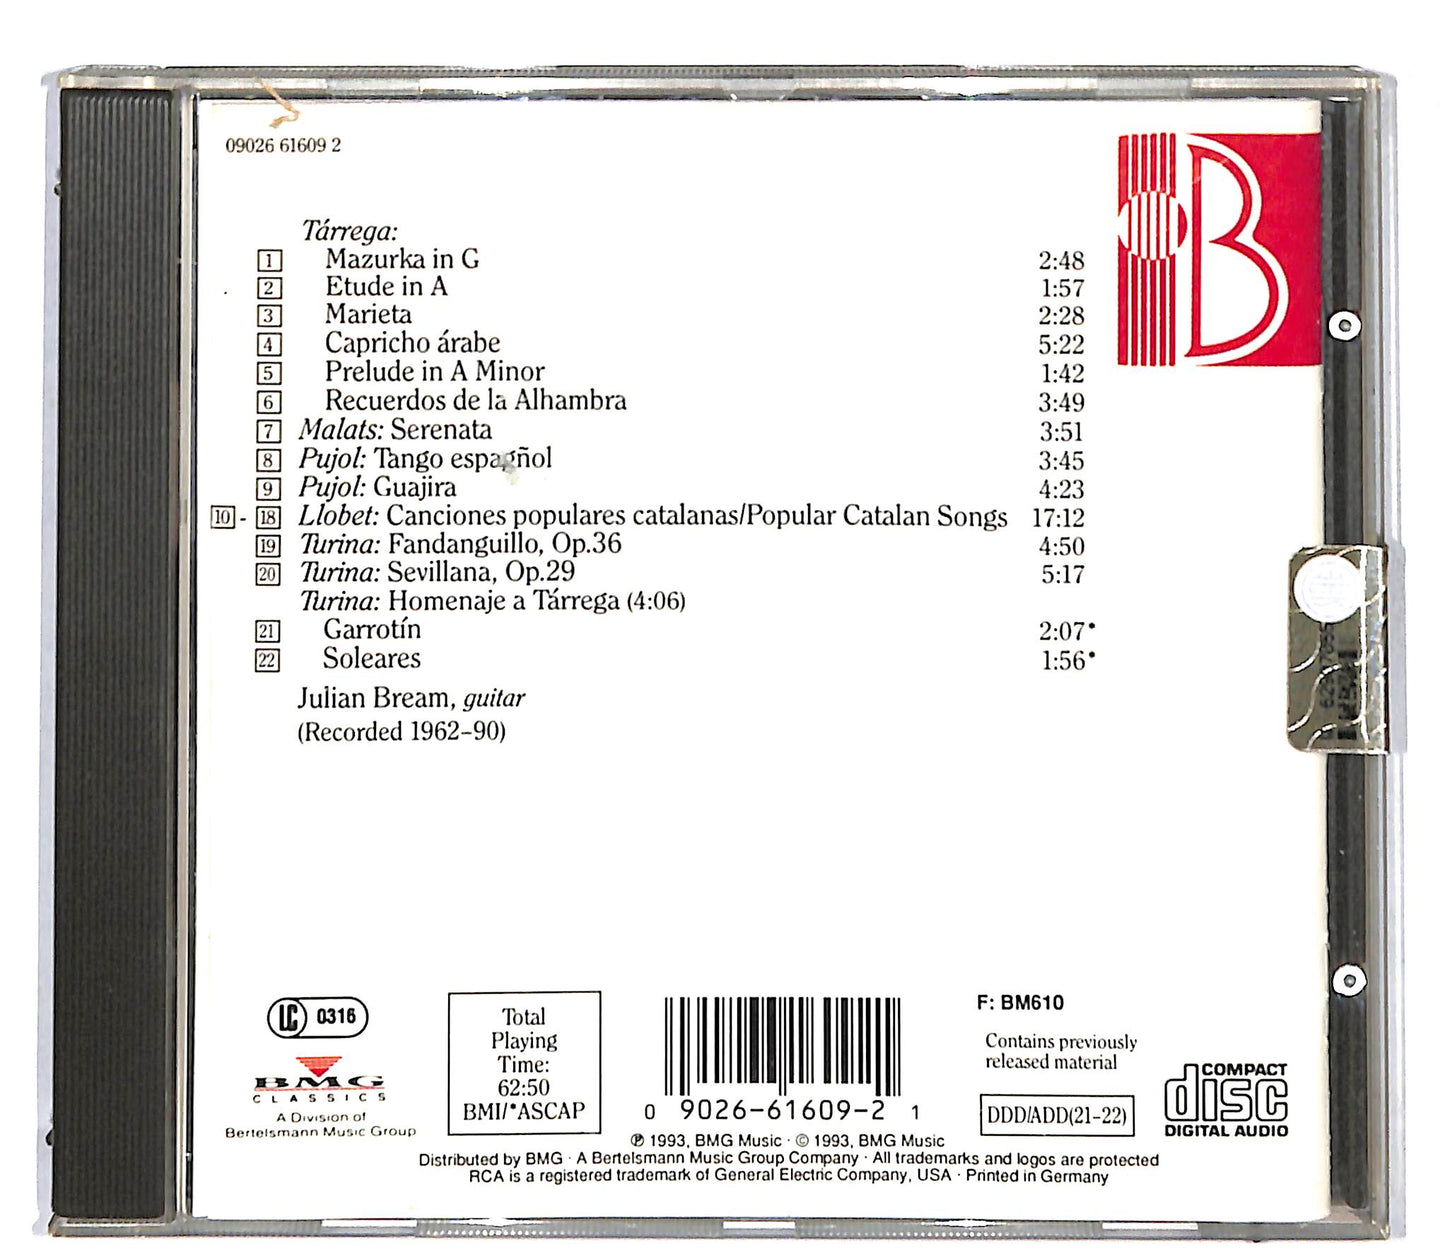 09026 61609 2
Tárrega:
1 Mazurka in G 2:48
2 Etude in A 1:57
3 Marieta 2:28
4 Capricho árabe 5:22
5 Prelude in A Minor 1:42
6 Recuerdos de la Alhambra 3:49
7 Malats: Serenata 3:51
8 Pujol: Tango español 3:45
9 Pujol: Guajira 4:23
10 - 18 Llobet: Canciones populares catalanas/Popular Catalan Songs 17:12
19 Turina: Fandanguillo, Op.36 4:50
20 Turina: Sevillana, Op.29 5:17
Turina: Homenaje a Tárrega (4:06)
21 Garrotín 2:07*
22 Soleares 1:56*
Julian Bream, guitar
(Recorded 1962–90)
B
LC 0316
BMG
CLASSICS
A Division of
Bertelsmann Music Group
Total
Playing
Time:
62:50
BMI/*ASCAP
0 9026-61609-2 1
F: BM610
Contains previously
released material
DDD/ADD(21–22)
COMPACT
disc
DIGITAL AUDIO
℗ 1993, BMG Music · © 1993, BMG Music
Distributed by BMG · A Bertelsmann Music Group Company · All trademarks and logos are protected
RCA is a registered trademark of General Electric Company, USA · Printed in Germany